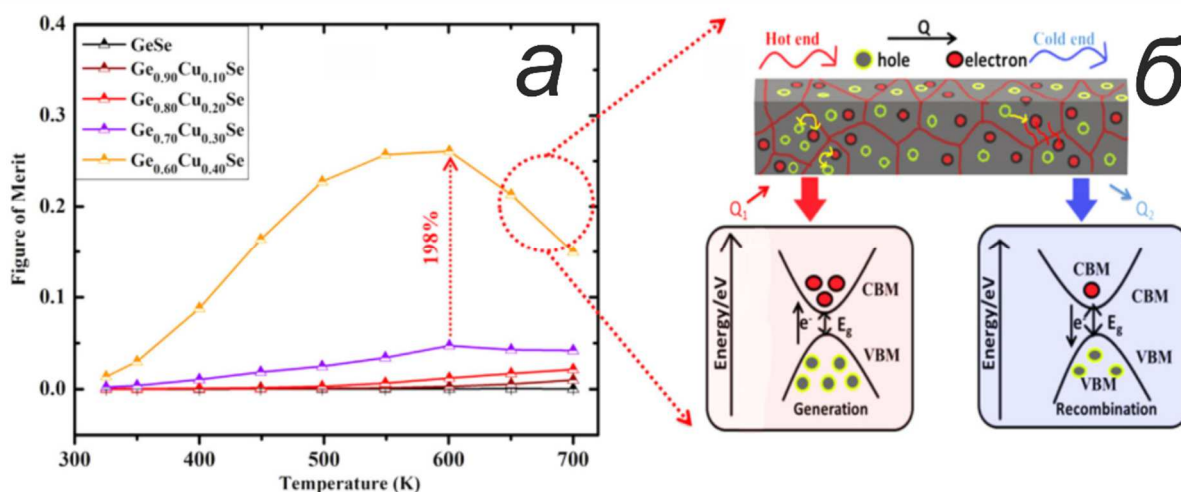 0.4
0.3
0.2
0.1
0.0
Figure of Merit
GeSe
Ge0.90Cu0.10Se
Ge0.80Cu0.20Se
Ge0.70Cu0.30Se
Ge0.60Cu0.40Se
198%
а
300 400 500 600 700
Temperature (K)
б
Q
Hot end
hole
electron
Cold end
Q1
Q2
Energy/eV
CBM
e-
Eg
VBM
Generation
Energy/eV
CBM
CBM
e-
Eg
VBM
VBM
Recombination